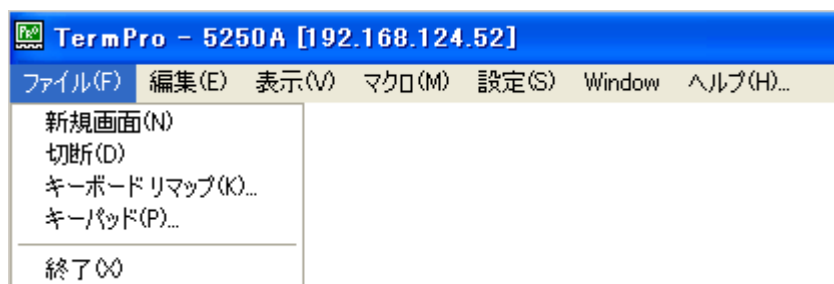 TermPro - 5250A [192.168.124.52]
ファイル(F) 編集(E) 表示(V) マクロ(M) 設定(S) Window ヘルプ(H)...
新規画面(N)
切断(D)
キーボード リマップ(K)...
キーパッド(P)...
終了(X)